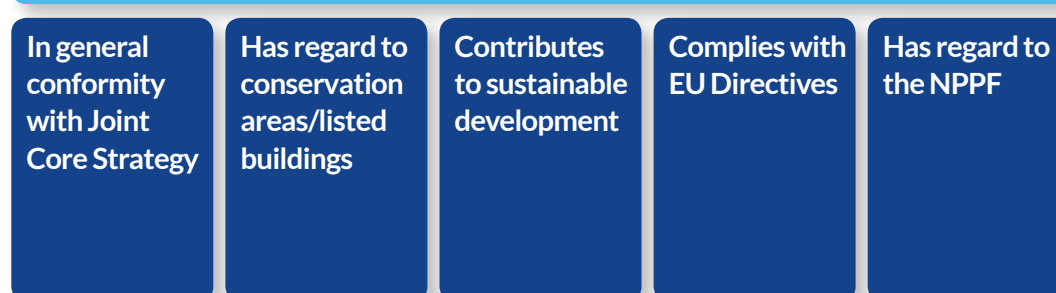 In general
conformity
with Joint
Core Strategy
Has regard to
conservation
areas/listed
buildings
Contributes
to sustainable
development
Complies with
EU Directives
Has regard to
the NPPF